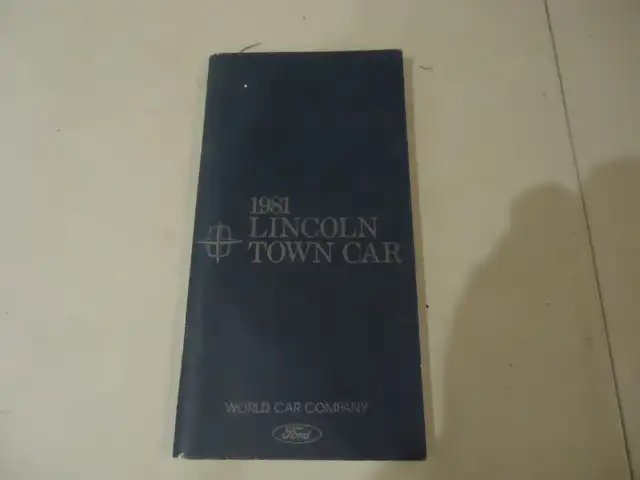 1981
LINCOLN
TOWN CAR
WORLD CAR COMPANY
Ford